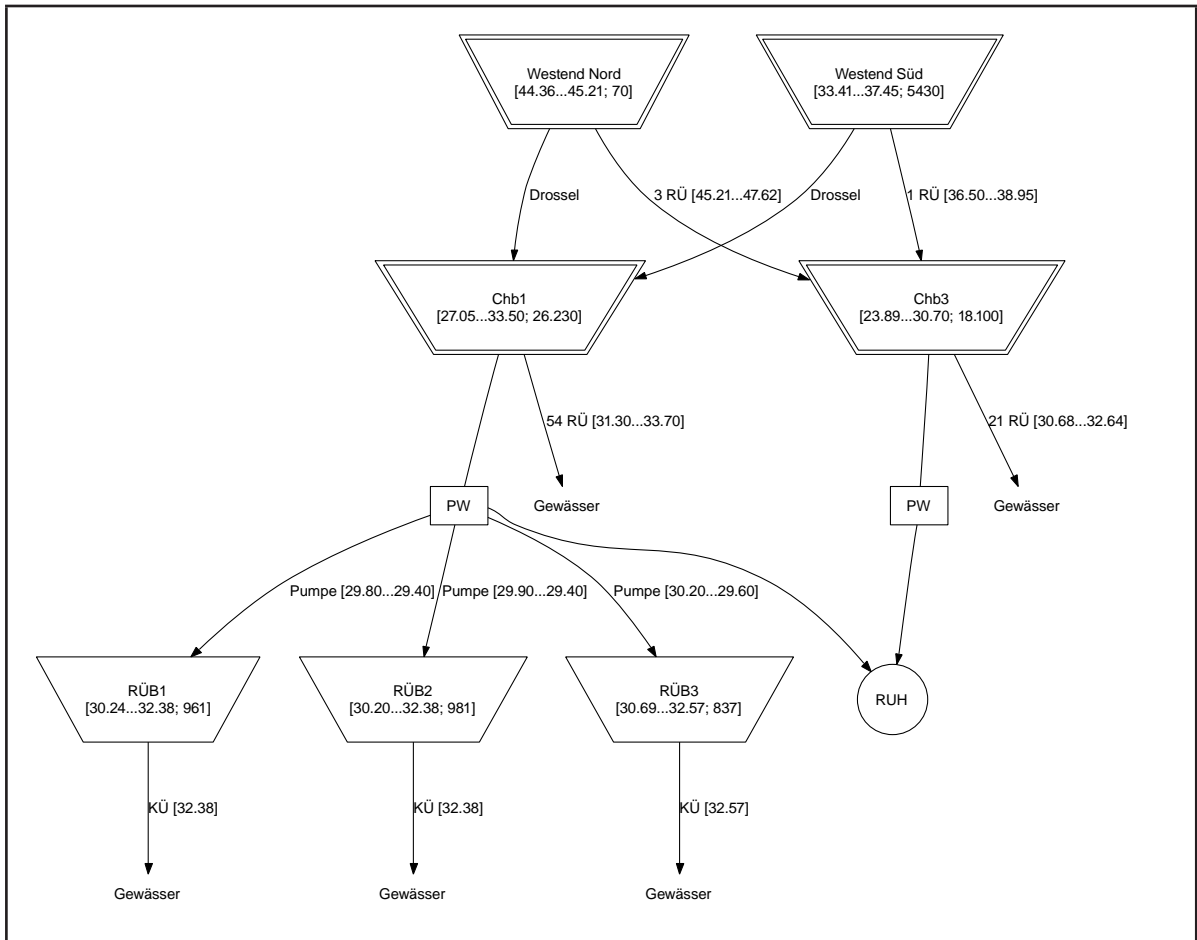 Westend Nord
[44.36...45.21; 70]
Westend Süd
[33.41...37.45; 5430]
Drossel
3 RÜ [45.21...47.62]
Drossel
1 RÜ [36.50...38.95]
Chb1
[27.05...33.50; 26.230]
Chb3
[23.89...30.70; 18.100]
54 RÜ [31.30...33.70]
21 RÜ [30.68...32.64]
PW
Gewässer
PW
Gewässer
Pumpe [29.80...29.40]
Pumpe [29.90...29.40]
Pumpe [30.20...29.60]
RÜB1
[30.24...32.38; 961]
RÜB2
[30.20...32.38; 981]
RÜB3
[30.69...32.57; 837]
RUH
KÜ [32.38]
KÜ [32.38]
KÜ [32.57]
Gewässer
Gewässer
Gewässer